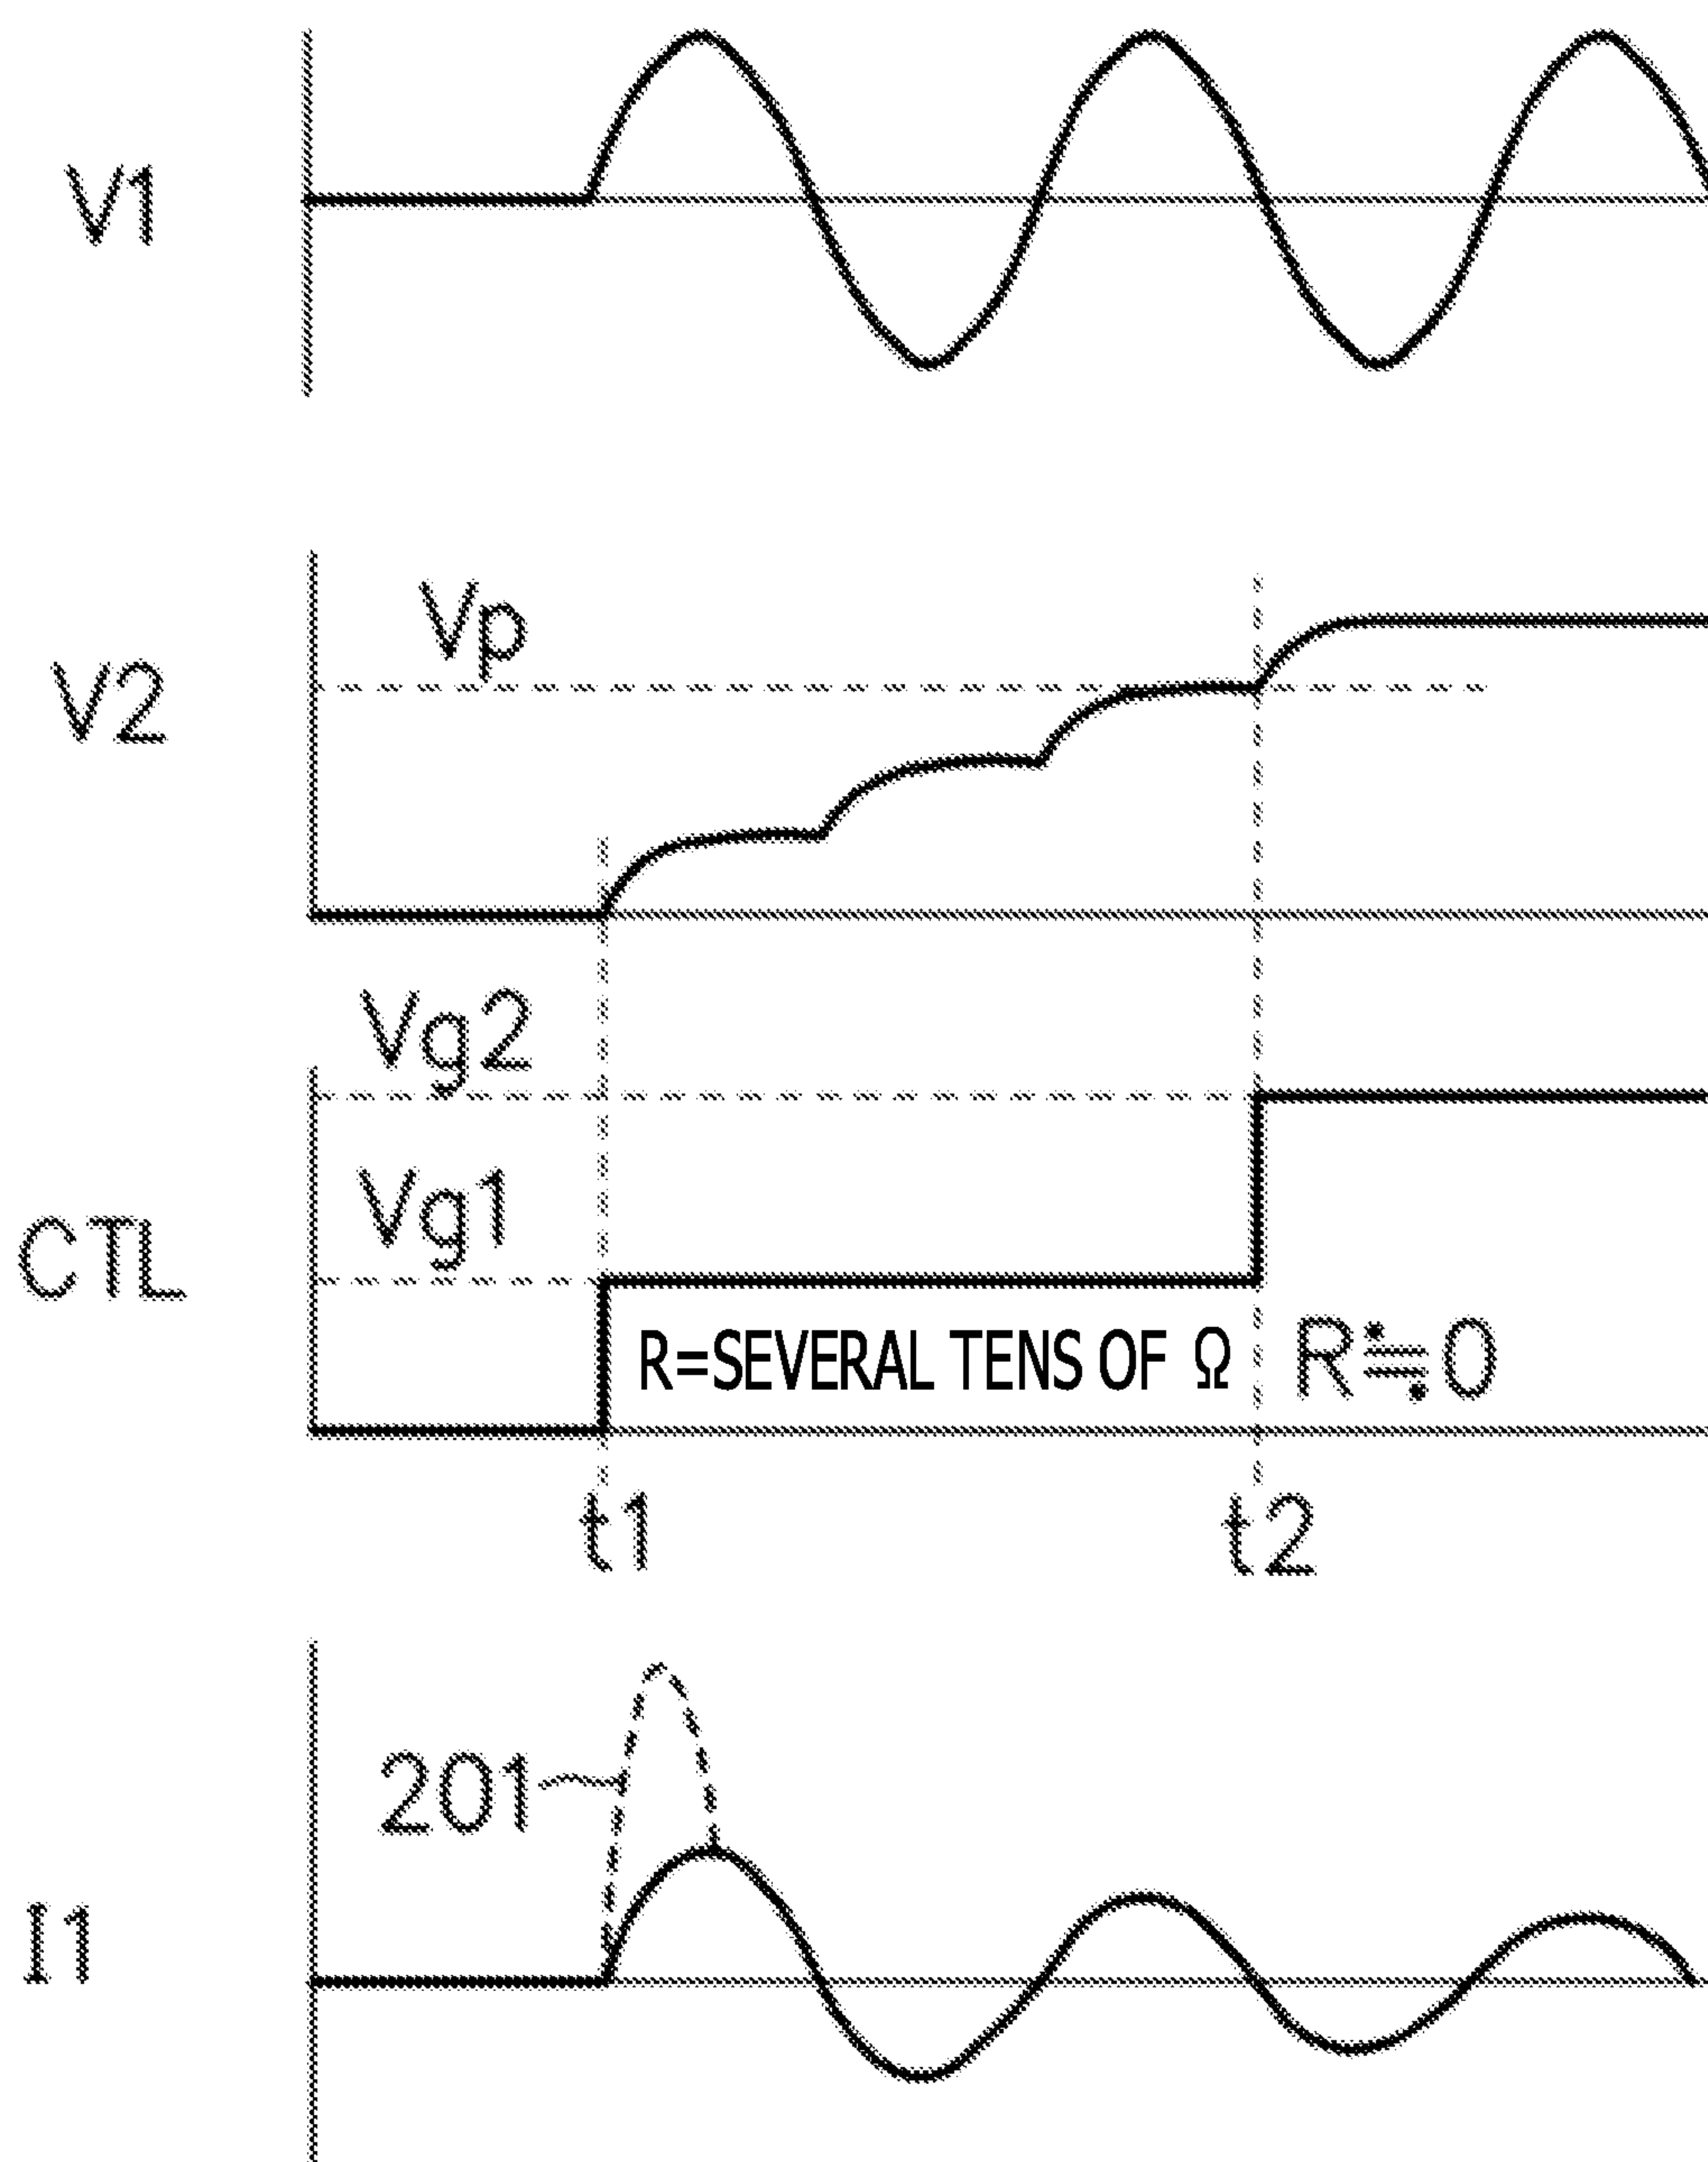 V1
Vp
V2
Vg2
Vg1
CTL
R=SEVERAL TENS OF Ω
R≒0
t1
t2
201
I1